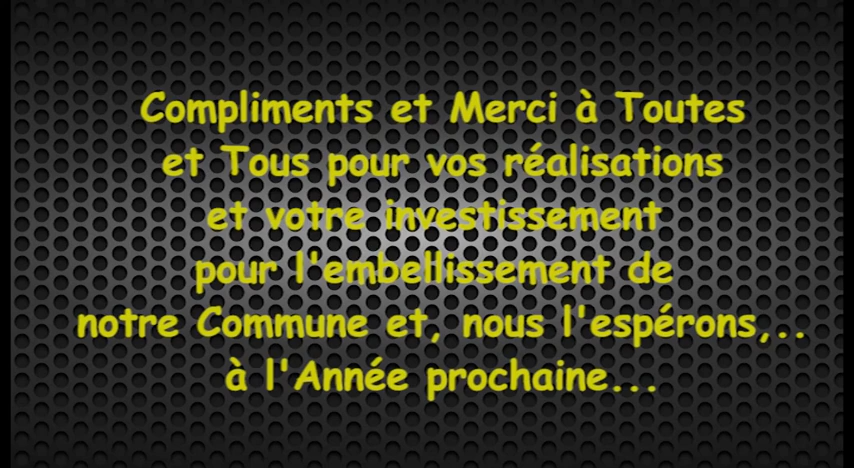 Compliments et Merci à Toutes
et Tous pour vos réalisations
et votre investissement
pour l'embellissement de
notre Commune et, nous l'espérons,..
à l'Année prochaine...